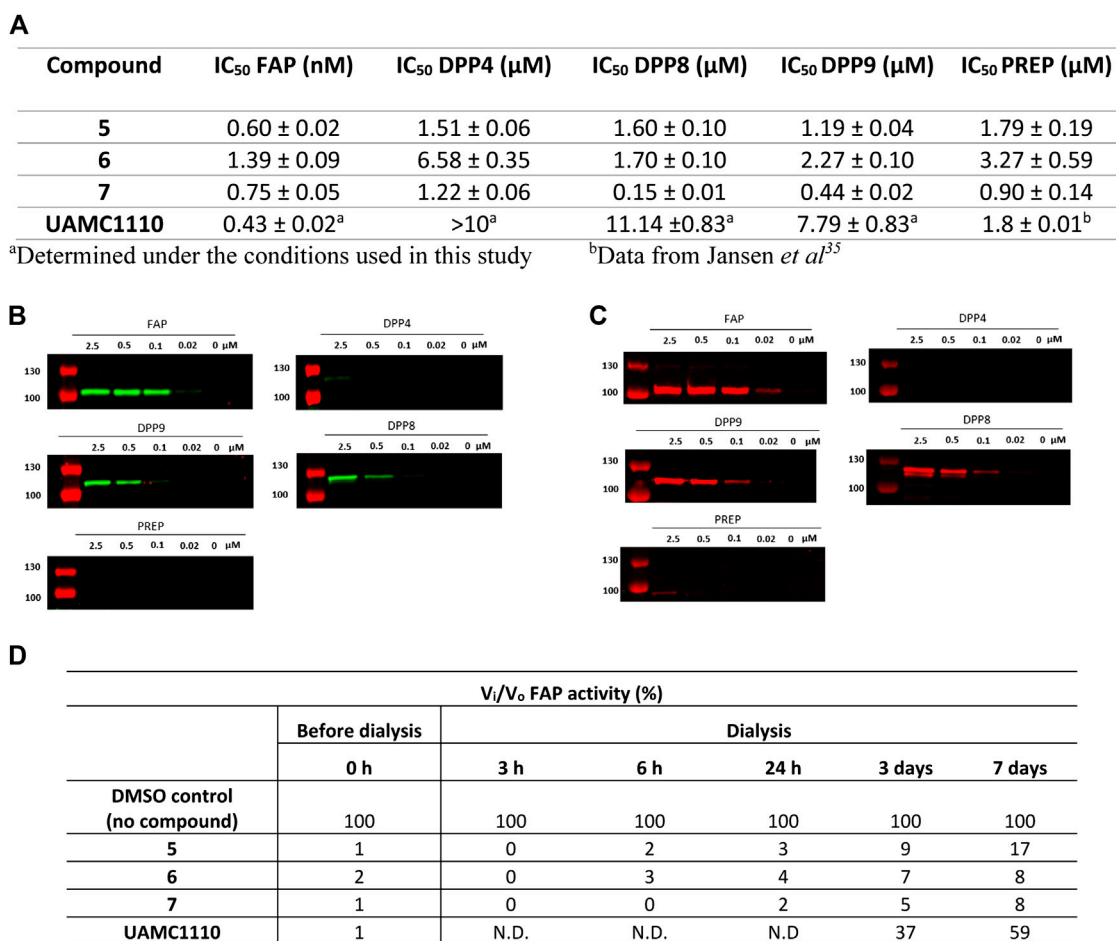 A
Compound IC50 FAP (nM) IC50 DPP4 (μM) IC50 DPP8 (μM) IC50 DPP9 (μM) IC50 PREP (μM)
5 0.60 ± 0.02 1.51 ± 0.06 1.60 ± 0.10 1.19 ± 0.04 1.79 ± 0.19
6 1.39 ± 0.09 6.58 ± 0.35 1.70 ± 0.10 2.27 ± 0.10 3.27 ± 0.59
7 0.75 ± 0.05 1.22 ± 0.06 0.15 ± 0.01 0.44 ± 0.02 0.90 ± 0.14
UAMC1110 0.43 ± 0.02a >10a 11.14 ±0.83a 7.79 ± 0.83a 1.8 ± 0.01b
aDetermined under the conditions used in this study bData from Jansen et al35
B
FAP
2.5 0.5 0.1 0.02 0 μM
130
100
DPP4
2.5 0.5 0.1 0.02 0 μM
130
100
DPP9
2.5 0.5 0.1 0.02 0 μM
130
100
DPP8
2.5 0.5 0.1 0.02 0 μM
130
100
PREP
2.5 0.5 0.1 0.02 0 μM
130
100
C
FAP
2.5 0.5 0.1 0.02 0 μM
130
100
DPP4
2.5 0.5 0.1 0.02 0 μM
130
100
DPP9
2.5 0.5 0.1 0.02 0 μM
130
100
DPP8
2.5 0.5 0.1 0.02 0 μM
130
100
PREP
2.5 0.5 0.1 0.02 0 μM
130
100
D
Vi/Vo FAP activity (%)
Before dialysis Dialysis
0 h 3 h 6 h 24 h 3 days 7 days
DMSO control
(no compound) 100 100 100 100 100 100
5 1 0 2 3 9 17
6 2 0 3 4 7 8
7 1 0 0 2 5 8
UAMC1110 1 N.D. N.D. N.D 37 59